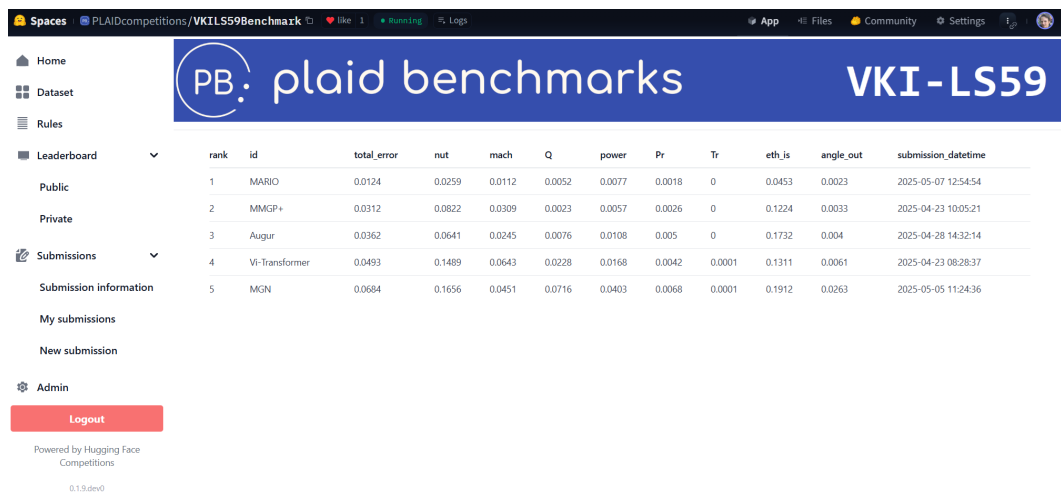 Spaces PLAIDcompetitions/VKILS59Benchmark like 1 Running Logs App Files Community Settings
Home
Dataset
Rules
Leaderboard
Public
Private
Submissions
Submission information
My submissions
New submission
Admin
Logout
Powered by Hugging Face
Competitions
0.1.9.dev0
PB: plaid benchmarks VKI-LS59
rank id total_error nut mach Q power Pr Tr eth_is angle_out submission_datetime
1 MARIO 0.0124 0.0259 0.0112 0.0052 0.0077 0.0018 0 0.0453 0.0023 2025-05-07 12:54:54
2 MMGP+ 0.0312 0.0822 0.0309 0.0023 0.0057 0.0026 0 0.1224 0.0033 2025-04-23 10:05:21
3 Augur 0.0362 0.0641 0.0245 0.0076 0.0108 0.005 0 0.1732 0.004 2025-04-28 14:32:14
4 Vi-Transformer 0.0493 0.1489 0.0643 0.0228 0.0168 0.0042 0.0001 0.1311 0.0061 2025-04-23 08:28:37
5 MGN 0.0684 0.1656 0.0451 0.0716 0.0403 0.0068 0.0001 0.1912 0.0263 2025-05-05 11:24:36